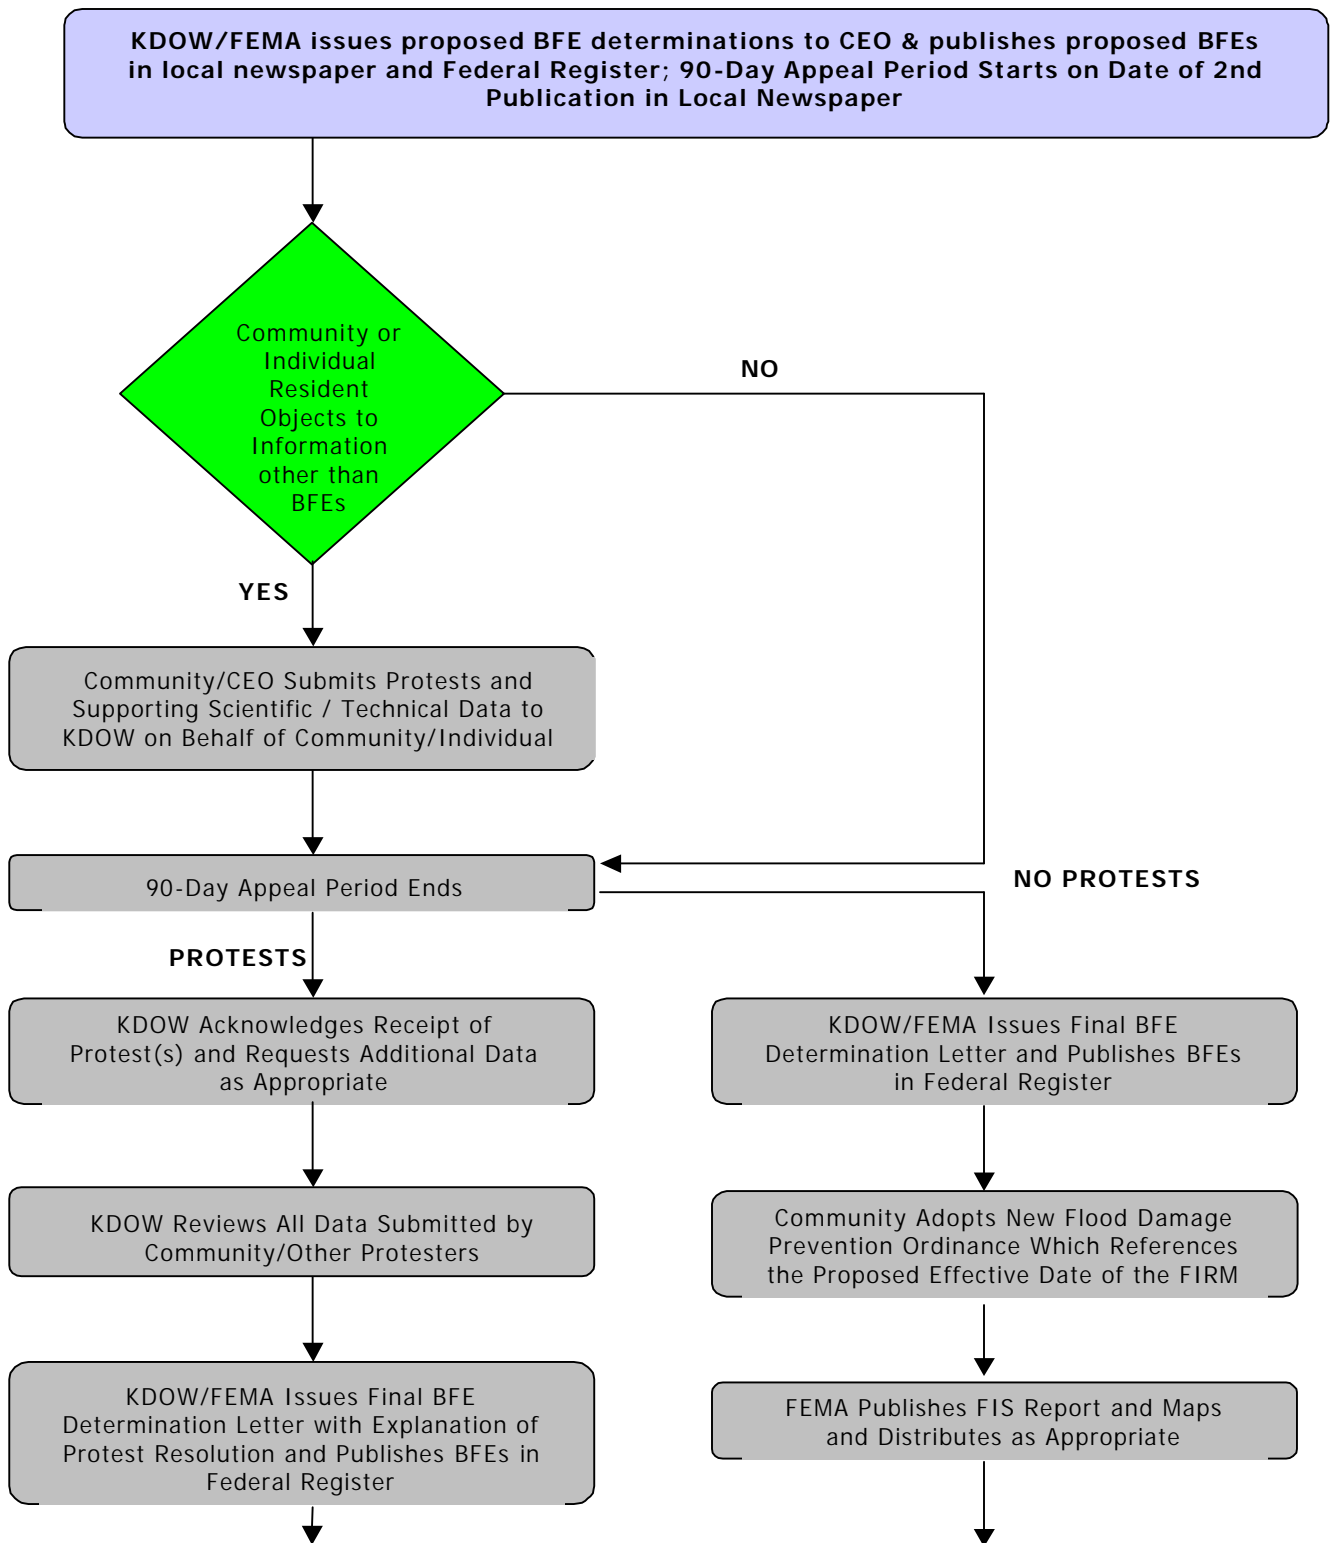 KDOW/FEMA issues proposed BFE determinations to CEO & publishes proposed BFEs
in local newspaper and Federal Register; 90-Day Appeal Period Starts on Date of 2nd
Publication in Local Newspaper
Community or
Individual
Resident
Objects to
Information
other than
BFEs
NO
YES
Community/CEO Submits Protests and
Supporting Scientific / Technical Data to
KDOW on Behalf of Community/Individual
90-Day Appeal Period Ends
NO PROTESTS
PROTESTS
KDOW Acknowledges Receipt of
Protest(s) and Requests Additional Data
as Appropriate
KDOW/FEMA Issues Final BFE
Determination Letter and Publishes BFEs
in Federal Register
KDOW Reviews All Data Submitted by
Community/Other Protesters
Community Adopts New Flood Damage
Prevention Ordinance Which References
the Proposed Effective Date of the FIRM
KDOW/FEMA Issues Final BFE
Determination Letter with Explanation of
Protest Resolution and Publishes BFEs in
Federal Register
FEMA Publishes FIS Report and Maps
and Distributes as Appropriate